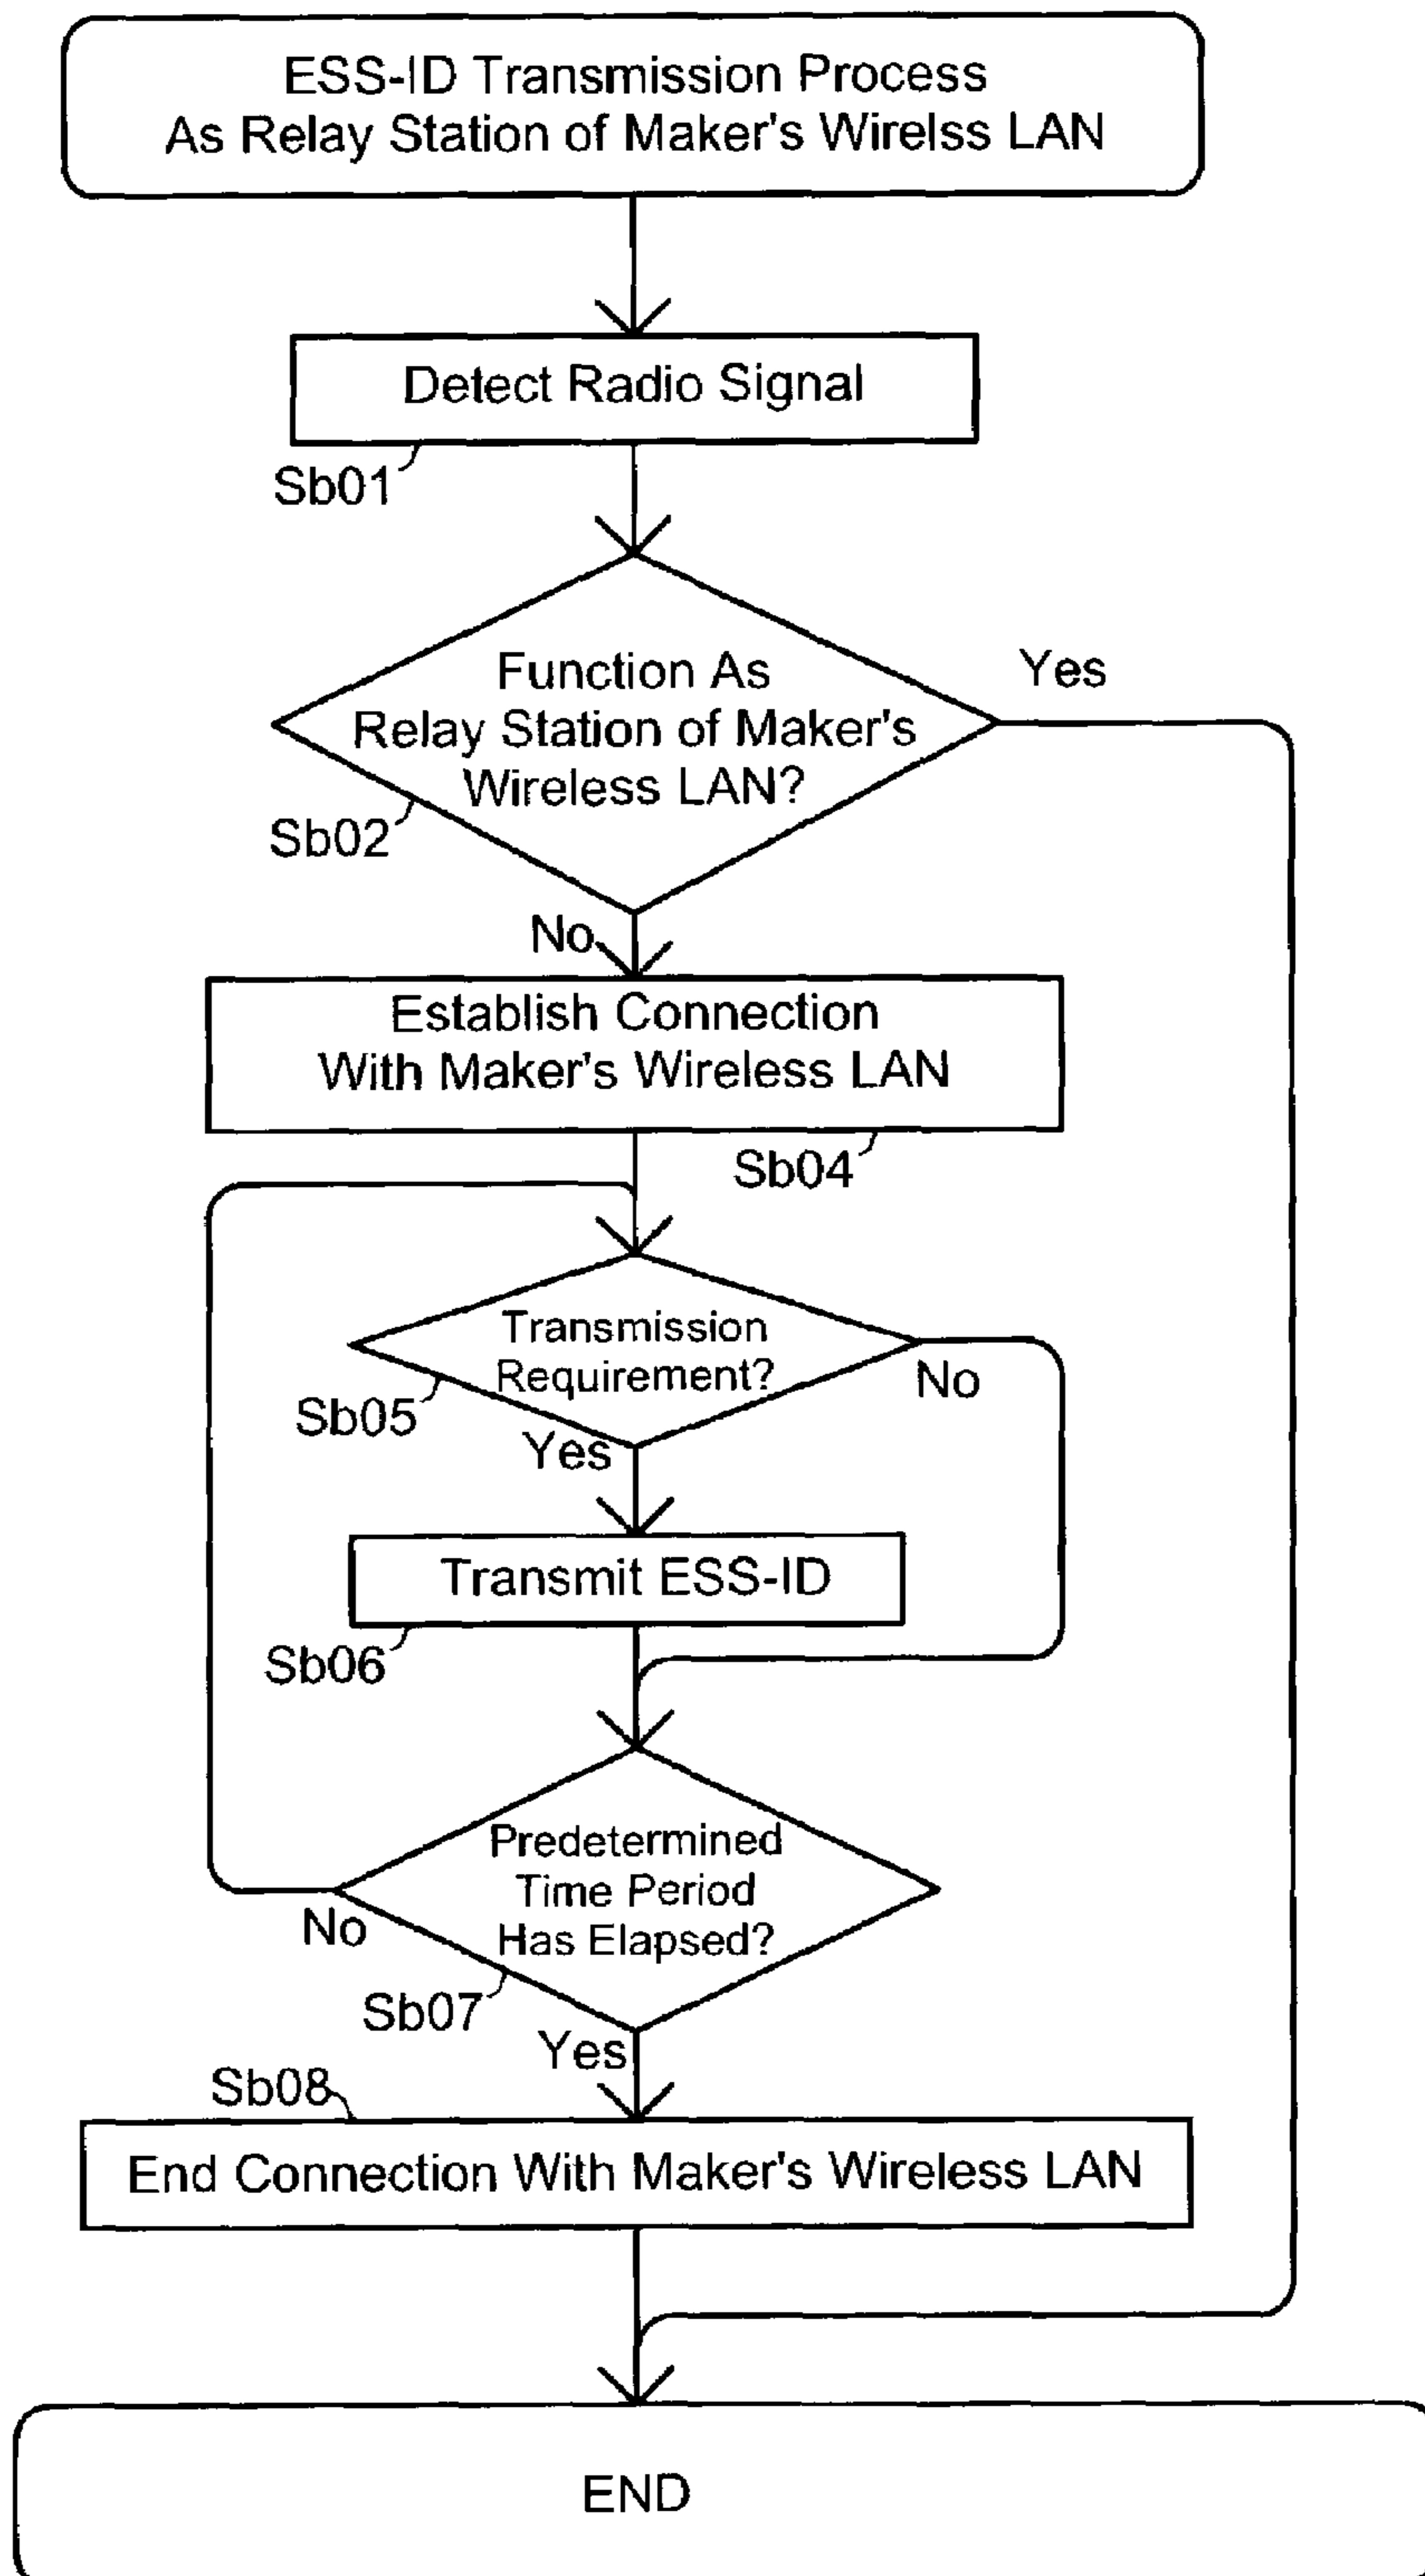 ESS-ID Transmission Process
As Relay Station of Maker's Wirelss LAN
Detect Radio Signal
Sb01
Function As
Relay Station of Maker's
Wireless LAN?
Yes
Sb02
No
Establish Connection
With Maker's Wireless LAN
Sb04
Transmission
Requirement?
No
Sb05
Yes
Transmit ESS-ID
Sb06
Predetermined
Time Period
Has Elapsed?
No
Sb07
Yes
Sb08
End Connection With Maker's Wireless LAN
END